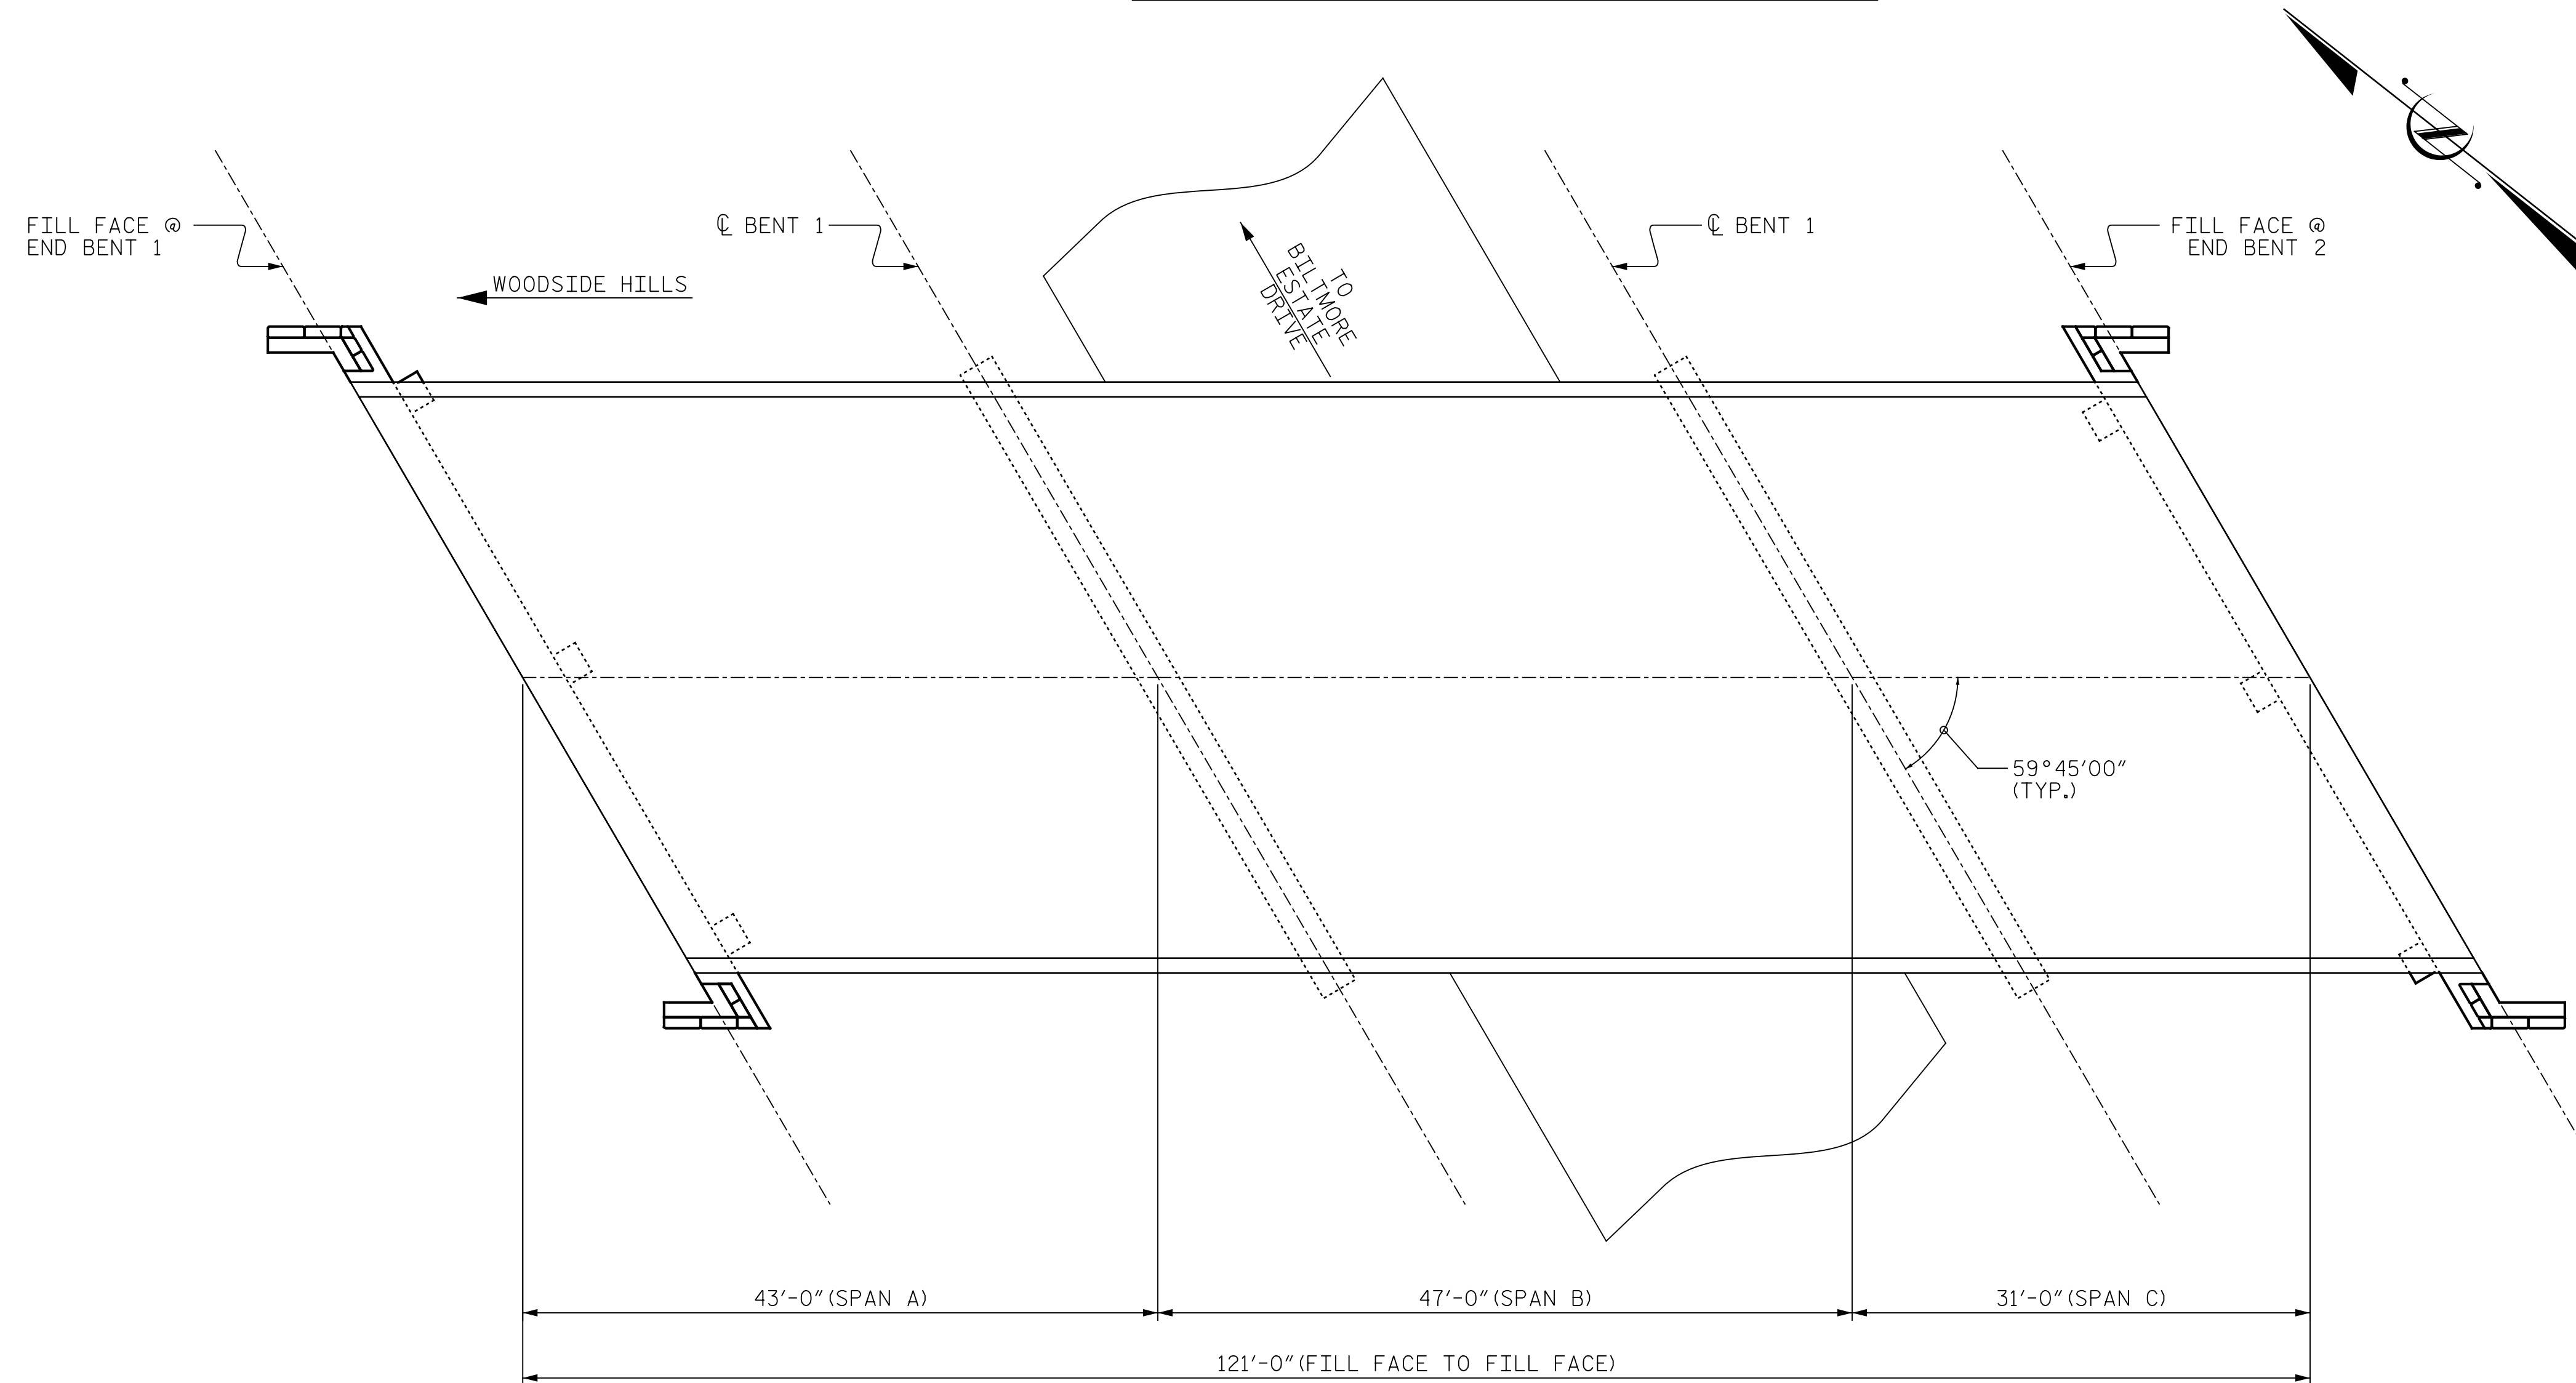 FILL FACE @
END BENT 1
℄ BENT 1
℄ BENT 1
FILL FACE @
END BENT 2
WOODSIDE HILLS
TO
BILTMORE
ESTATE
DRIVE
59°45'00"
(TYP.)
43'-0"(SPAN A)
47'-0"(SPAN B)
31'-0"(SPAN C)
121'-0"(FILL FACE TO FILL FACE)